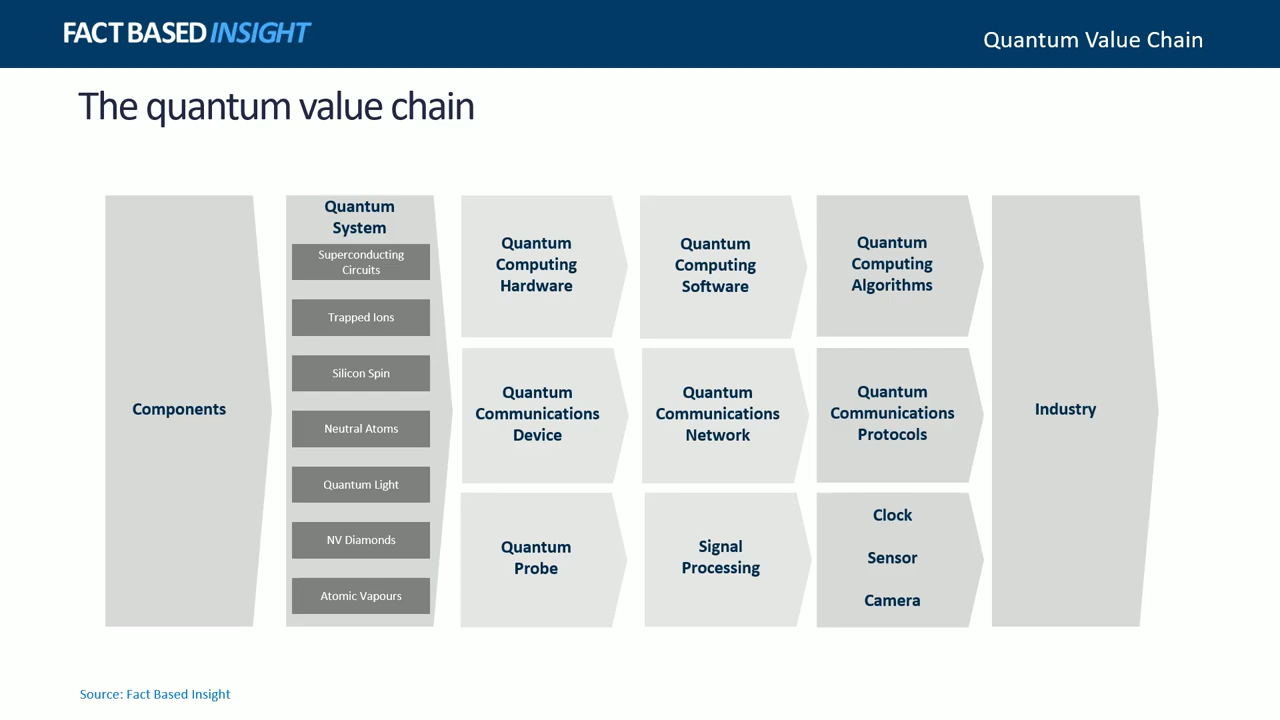 FACT BASED INSIGHT
Quantum Value Chain
The quantum value chain
Components
Quantum
System
Superconducting
Circuits
Trapped Ions
Silicon Spin
Neutral Atoms
Quantum Light
NV Diamonds
Atomic Vapours
Quantum
Computing
Hardware
Quantum
Computing
Software
Quantum
Computing
Algorithms
Quantum
Communications
Device
Quantum
Communications
Network
Quantum
Communications
Protocols
Quantum
Probe
Signal
Processing
Clock
Sensor
Camera
Industry
Source: Fact Based Insight